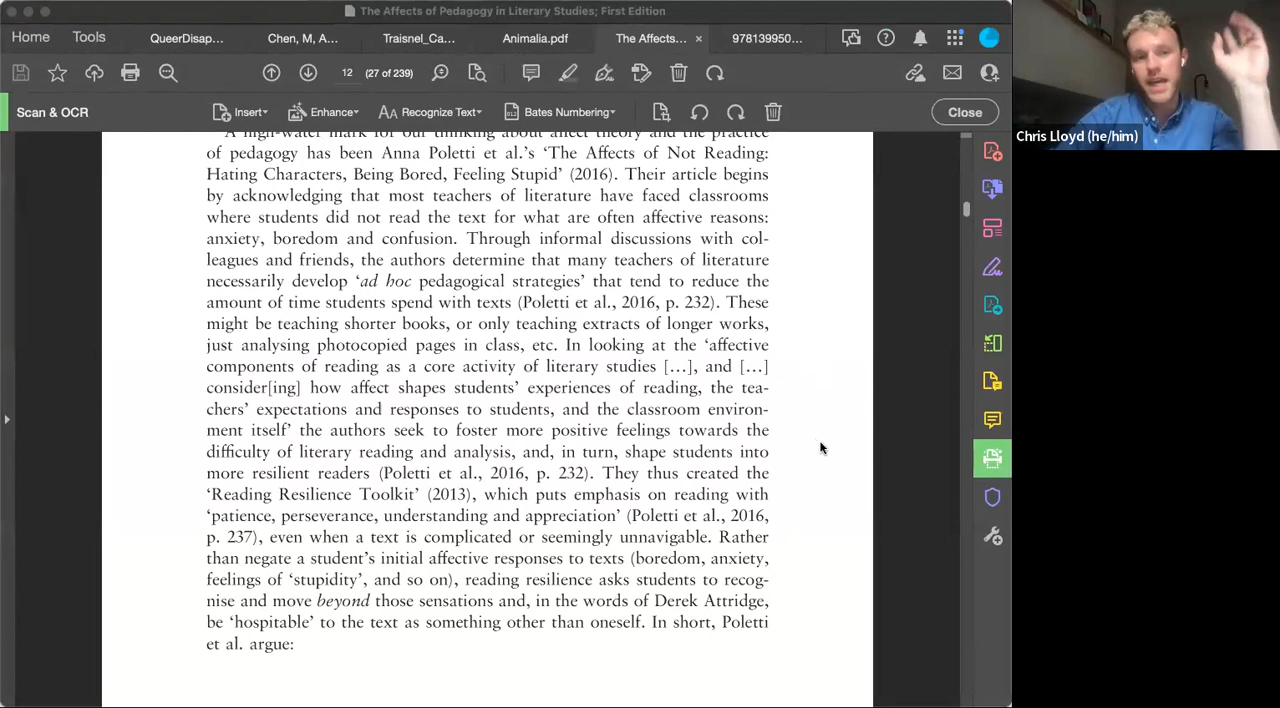 The Affects of Pedagogy in Literary Studies; First Edition
Home Tools QueerDisap... Chen, M, A... Traisnel_Ca... Animalia.pdf The Affects... × 978139950...
12 (27 of 239)
Scan & OCR Insert Enhance Recognize Text Bates Numbering Close
Chris Lloyd (he/him)
A high-water mark for our thinking about affect theory and the practice
of pedagogy has been Anna Poletti et al.'s ‘The Affects of Not Reading:
Hating Characters, Being Bored, Feeling Stupid’ (2016). Their article begins
by acknowledging that most teachers of literature have faced classrooms
where students did not read the text for what are often affective reasons:
anxiety, boredom and confusion. Through informal discussions with col-
leagues and friends, the authors determine that many teachers of literature
necessarily develop ‘ad hoc pedagogical strategies’ that tend to reduce the
amount of time students spend with texts (Poletti et al., 2016, p. 232). These
might be teaching shorter books, or only teaching extracts of longer works,
just analysing photocopied pages in class, etc. In looking at the ‘affective
components of reading as a core activity of literary studies [...], and [...]
consider[ing] how affect shapes students’ experiences of reading, the tea-
chers’ expectations and responses to students, and the classroom environ-
ment itself’ the authors seek to foster more positive feelings towards the
difficulty of literary reading and analysis, and, in turn, shape students into
more resilient readers (Poletti et al., 2016, p. 232). They thus created the
‘Reading Resilience Toolkit’ (2013), which puts emphasis on reading with
‘patience, perseverance, understanding and appreciation’ (Poletti et al., 2016,
p. 237), even when a text is complicated or seemingly unnavigable. Rather
than negate a student’s initial affective responses to texts (boredom, anxiety,
feelings of ‘stupidity’, and so on), reading resilience asks students to recog-
nise and move beyond those sensations and, in the words of Derek Attridge,
be ‘hospitable’ to the text as something other than oneself. In short, Poletti
et al. argue: